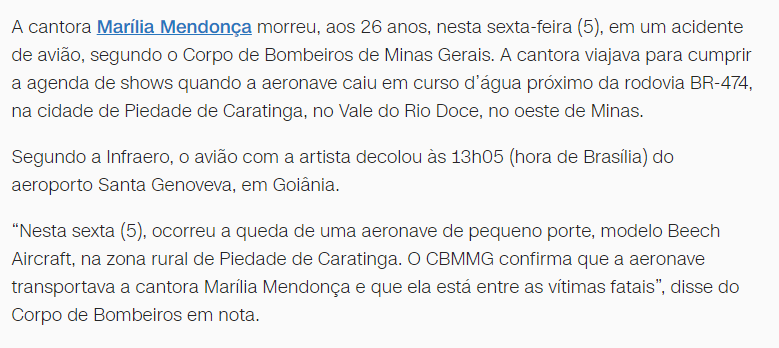 A cantora Marília Mendonça morreu, aos 26 anos, nesta sexta-feira (5), em um acidente
de avião, segundo o Corpo de Bombeiros de Minas Gerais. A cantora viajava para cumprir
a agenda de shows quando a aeronave caiu em curso d’água próximo da rodovia BR-474,
na cidade de Piedade de Caratinga, no Vale do Rio Doce, no oeste de Minas.
Segundo a Infraero, o avião com a artista decolou às 13h05 (hora de Brasília) do
aeroporto Santa Genoveva, em Goiânia.
“Nesta sexta (5), ocorreu a queda de uma aeronave de pequeno porte, modelo Beech
Aircraft, na zona rural de Piedade de Caratinga. O CBMMG confirma que a aeronave
transportava a cantora Marília Mendonça e que ela está entre as vítimas fatais”, disse do
Corpo de Bombeiros em nota.